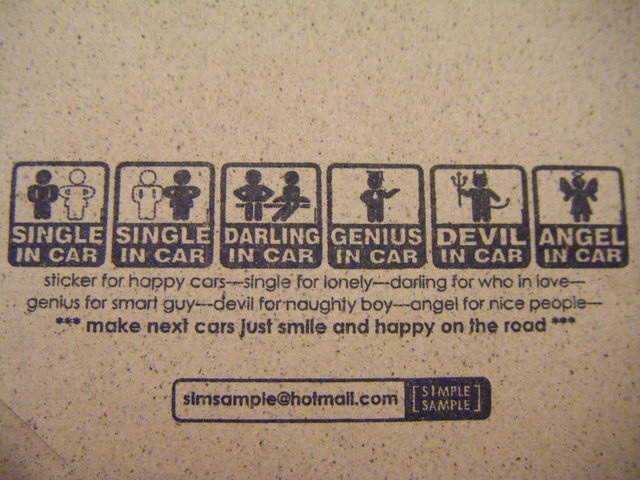 SINGLE IN CAR
SINGLE IN CAR
DARLING IN CAR
GENIUS IN CAR
DEVIL IN CAR
ANGEL IN CAR
sticker for happy cars---single for lonely---darling for who in love---
genius for smart guy---devil for naughty boy---angel for nice people---
*** make next cars just smile and happy on the road ***
simsample@hotmail.com
[SIMPLE SAMPLE]